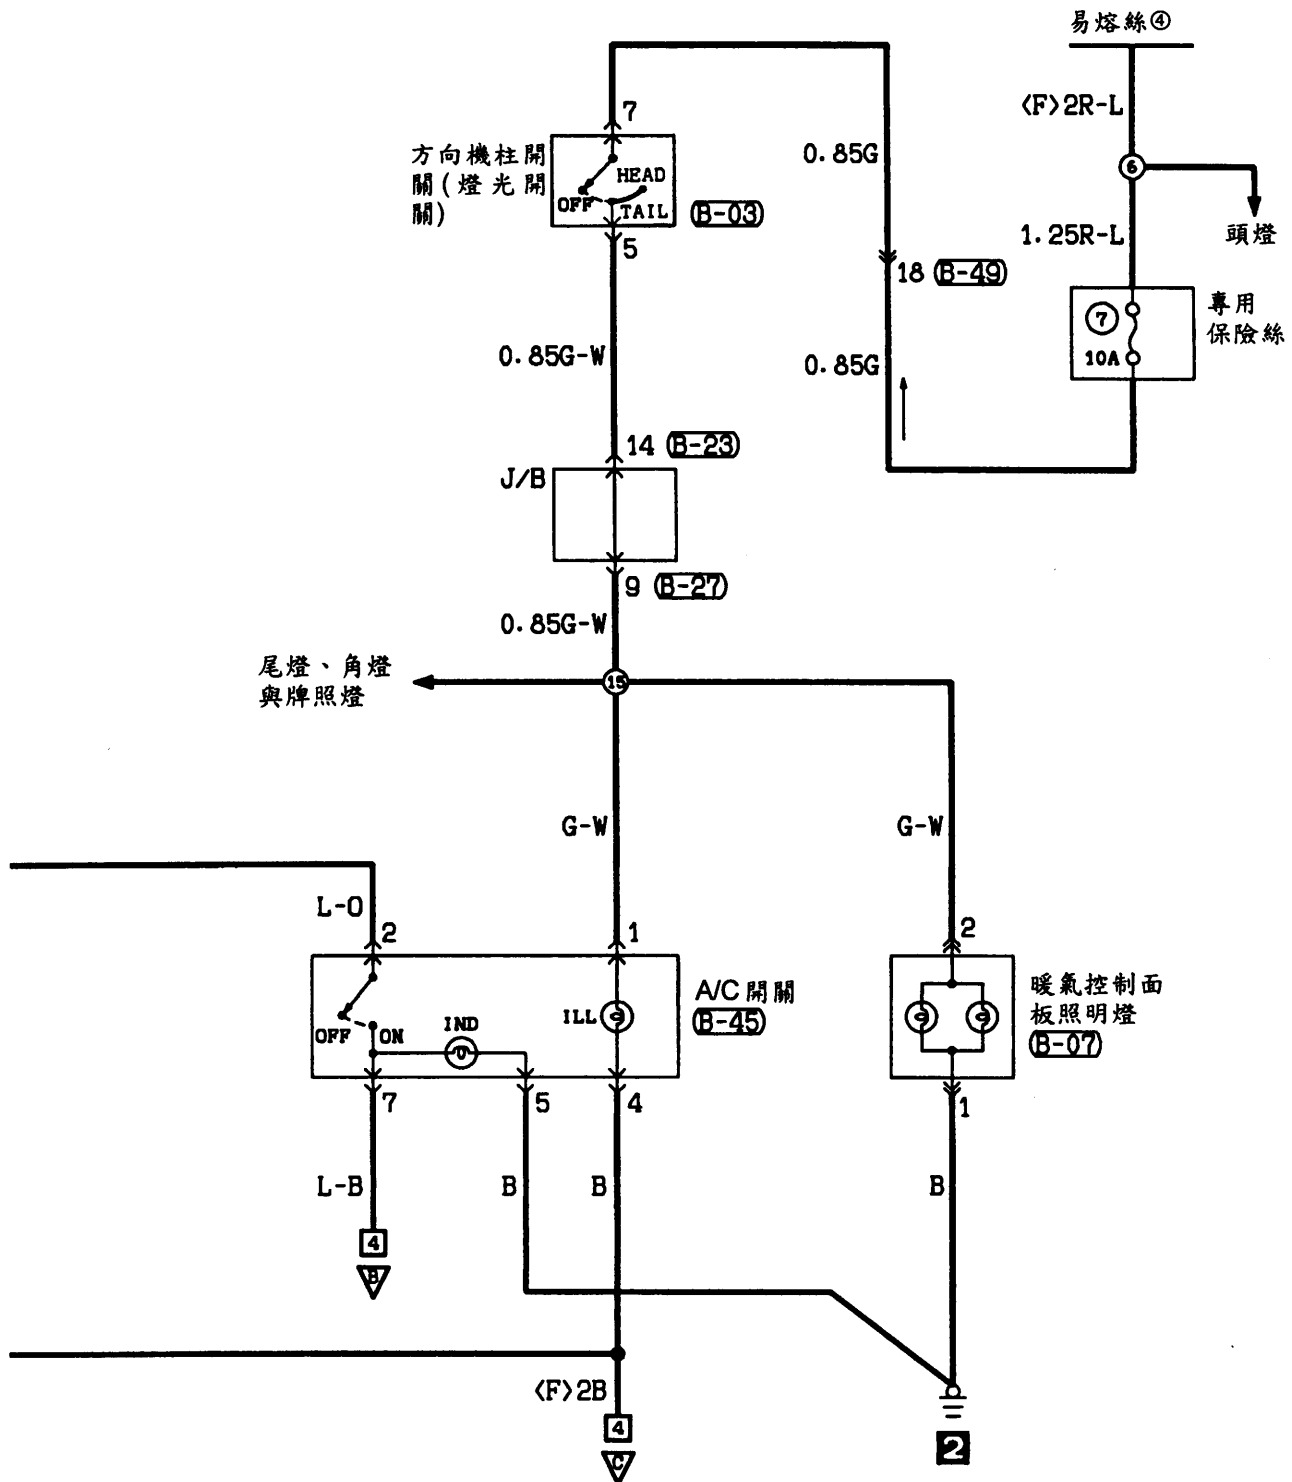 易熔絲④
<F>2R-L
6
頭燈
1.25R-L
7
10A
專用
保險絲
7
方向機柱開
關(燈光開
關)
HEAD
OFF
TAIL
B-03
5
0.85G
18 B-49
0.85G
0.85G-W
14 B-23
J/B
9 B-27
0.85G-W
尾燈、角燈
與牌照燈
15
G-W
G-W
L-O
2
1
2
OFF
ON
IND
ILL
A/C 開關
B-45
暖氣控制面
板照明燈
B-07
7
5
4
1
L-B
B
B
B
4
B
<F>2B
4
C
2